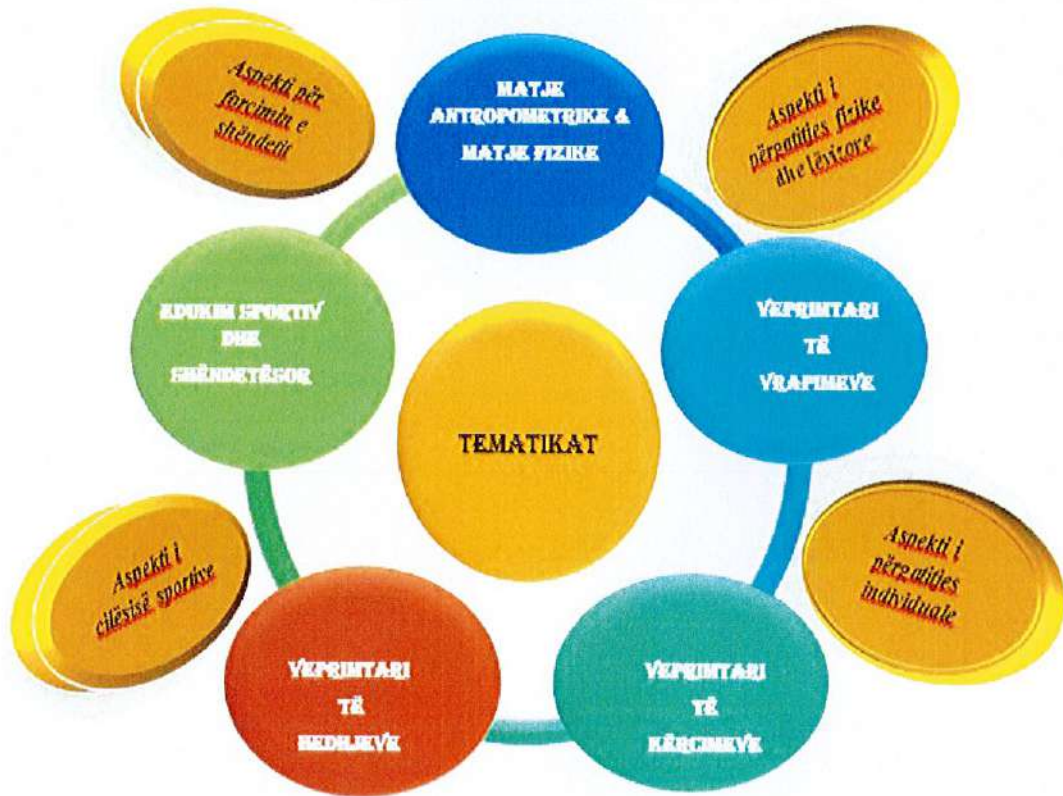 Aspekti për
forcimin e
shëndetit
MATJE
ANTROPOMETRIKE &
MATJE FIZIKE
Aspekti i
përgatitjes fizike
dhe lëvizore
EDUKIM SPORTIV
DHE
SHËNDETËSOR
VEPRIMTARI
TË
VRAPIMEVE
TEMATIKAT
Aspekti i
cilësisë sportive
Aspekti i
përgatitjes
individuale
VEPRIMTARI
TË
HEDHJEVE
VEPRIMTARI
TË
KËRCIMEVE